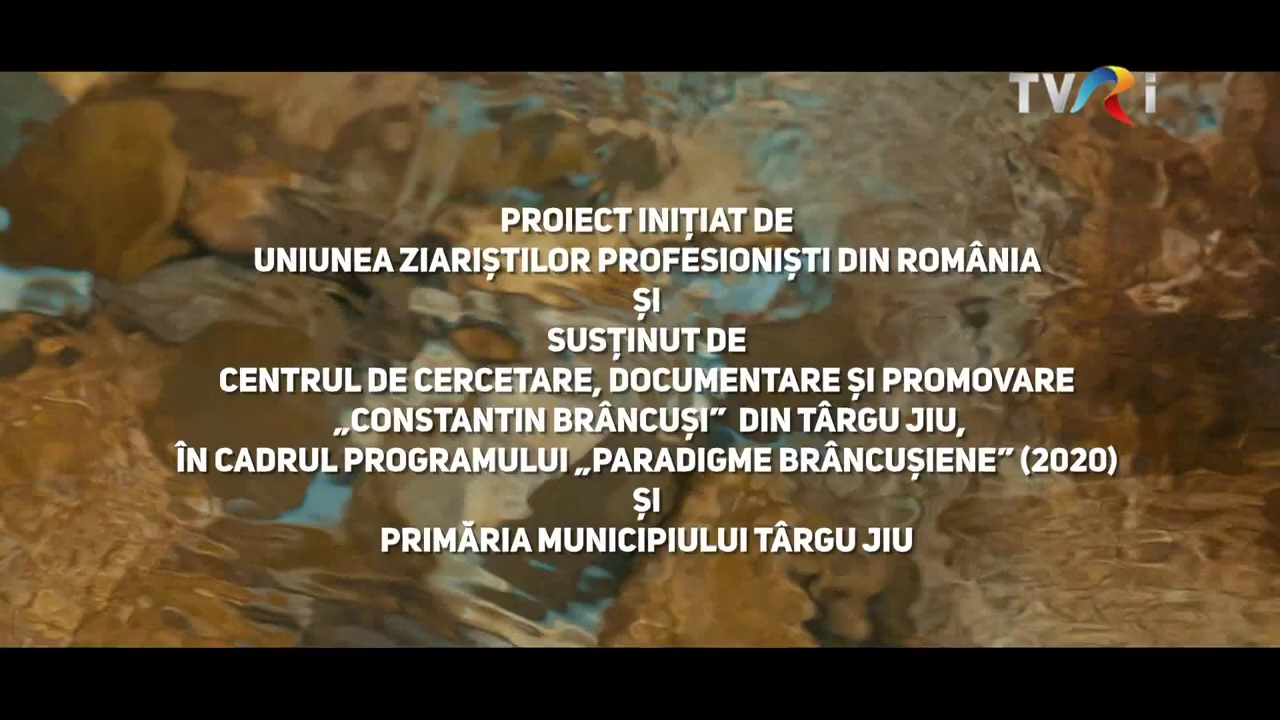 TVRi
PROIECT INIȚIAT DE
UNIUNEA ZIARIȘTILOR PROFESIONIȘTI DIN ROMÂNIA
ȘI
SUSȚINUT DE
CENTRUL DE CERCETARE, DOCUMENTARE ȘI PROMOVARE
„CONSTANTIN BRÂNCUȘI” DIN TÂRGU JIU,
ÎN CADRUL PROGRAMULUI „PARADIGME BRÂNCUȘIENE” (2020)
ȘI
PRIMĂRIA MUNICIPIULUI TÂRGU JIU